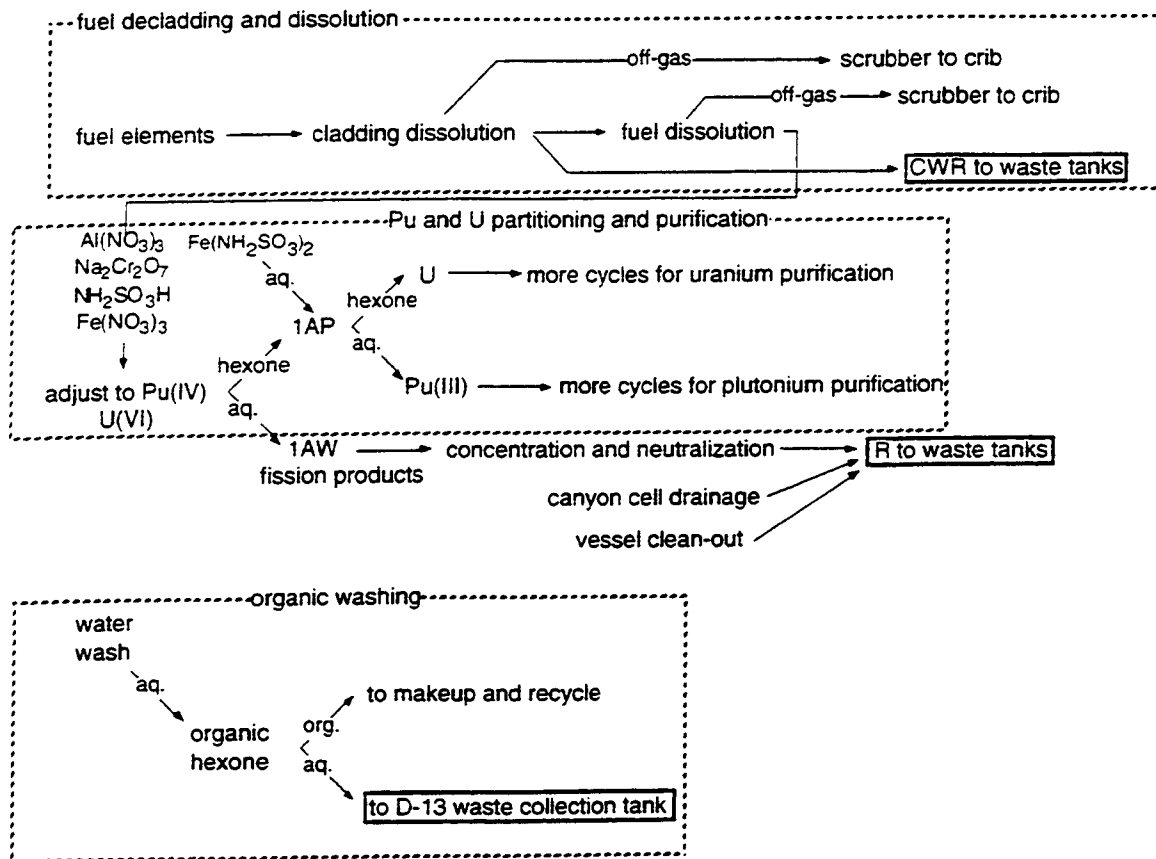 fuel decladding and dissolution
off-gas scrubber to crib
off-gas scrubber to crib
fuel elements cladding dissolution fuel dissolution
CWR to waste tanks
Pu and U partitioning and purification
Al(NO3)3 Fe(NH2SO3)2
Na2Cr2O7 aq. U more cycles for uranium purification
NH2SO3H hexone
Fe(NO3)3 1AP
aq.
hexone
adjust to Pu(IV) Pu(III) more cycles for plutonium purification
U(VI) aq.
1AW concentration and neutralization R to waste tanks
fission products
canyon cell drainage
vessel clean-out
organic washing
water
wash
aq. to makeup and recycle
organic org.
hexone aq.
to D-13 waste collection tank